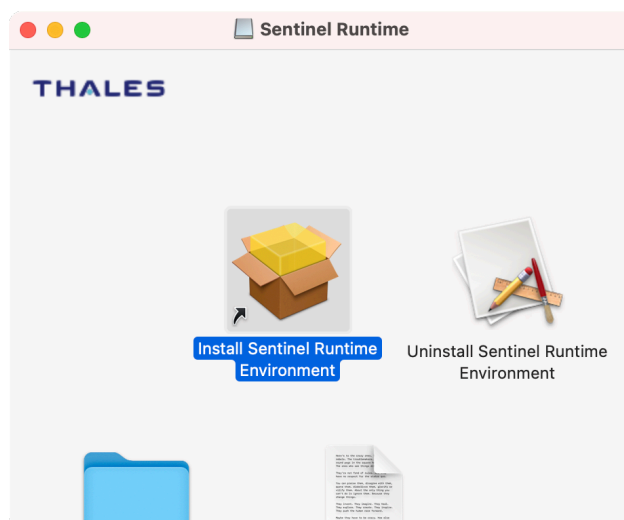 Sentinel Runtime
THALES
Install Sentinel Runtime
Environment
Uninstall Sentinel Runtime
Environment